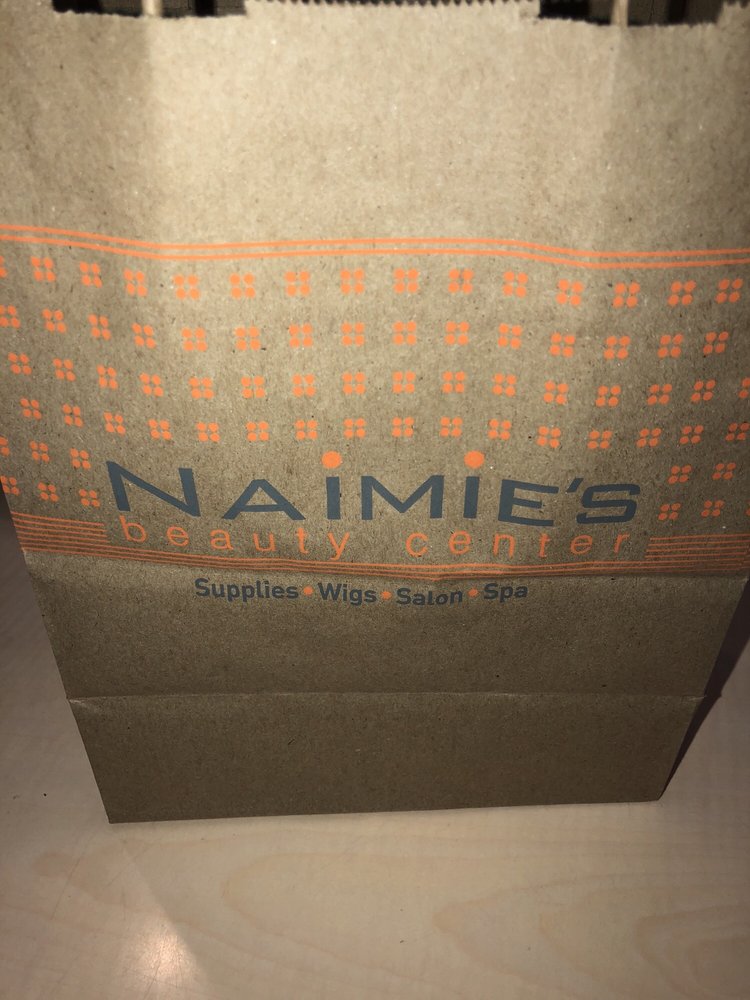 NAiMiE'S
beauty center
Supplies • Wigs • Salon • Spa